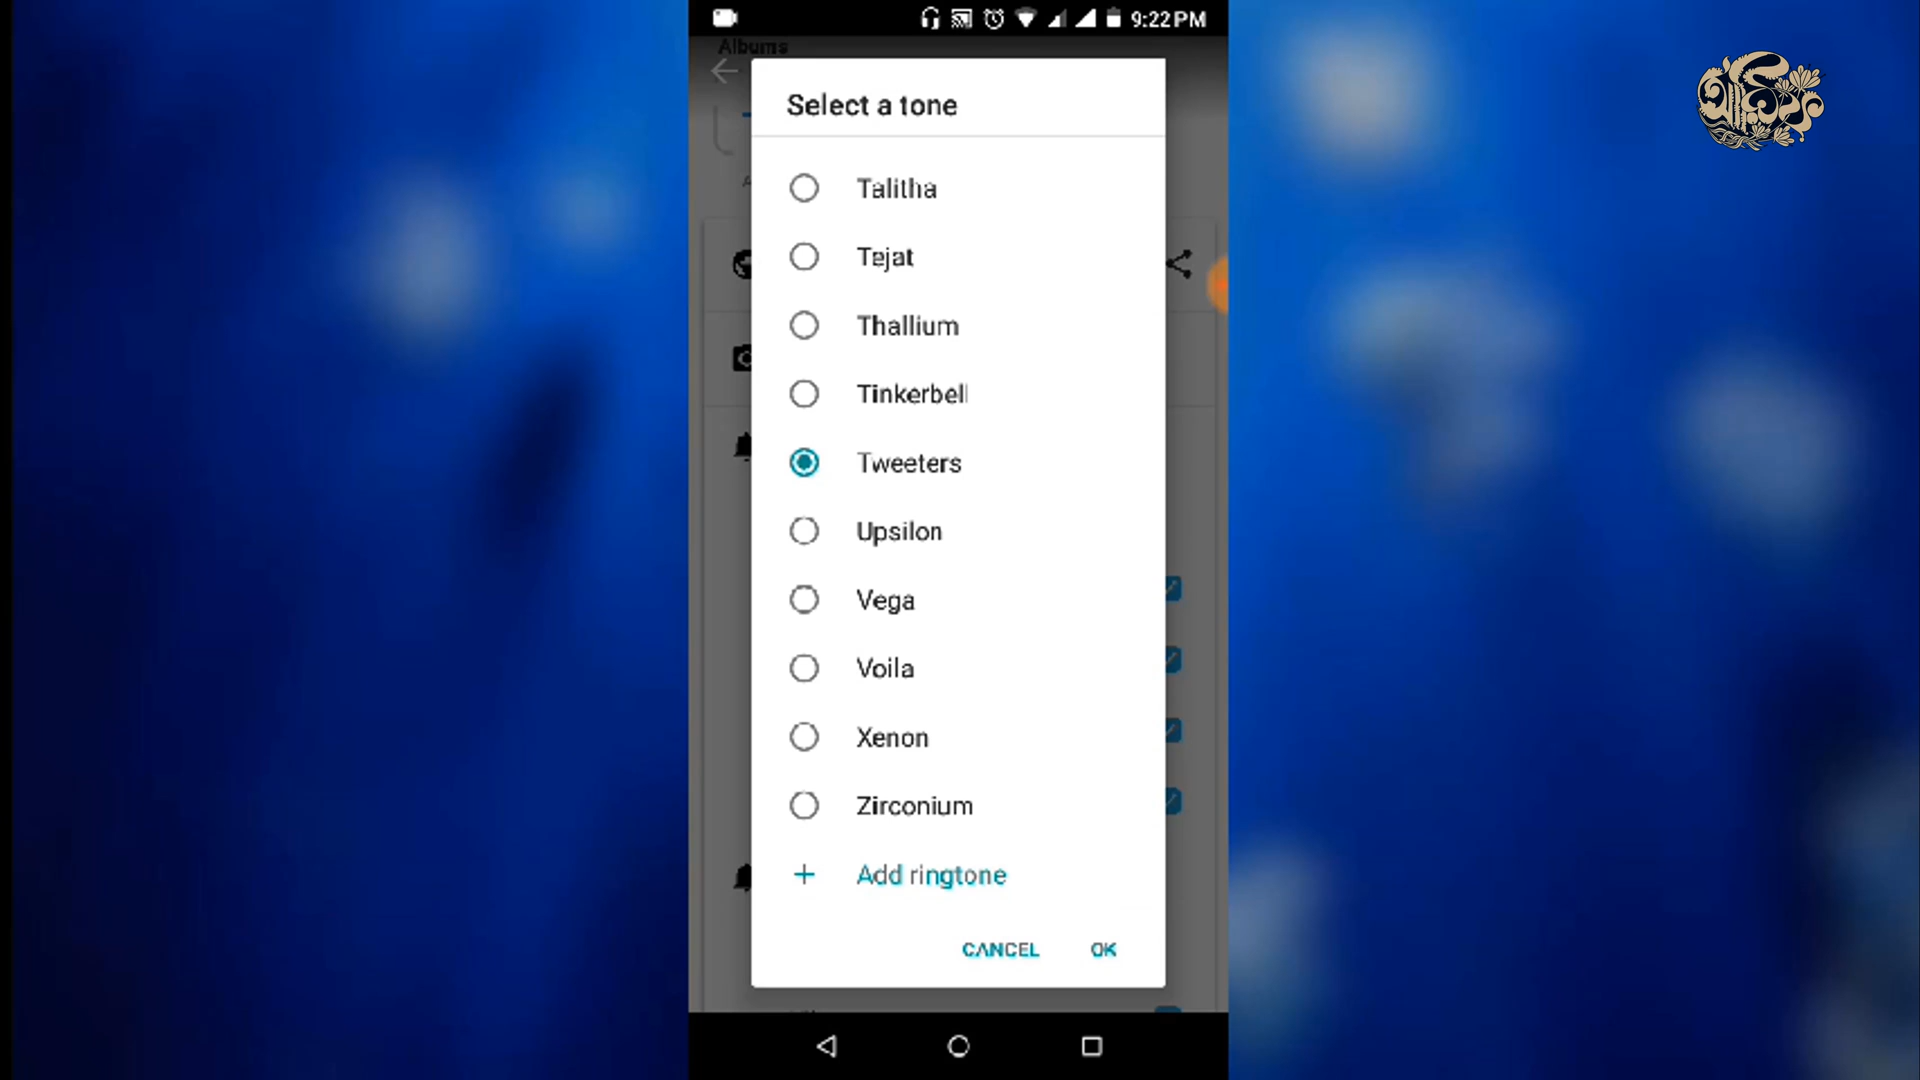 9:22 PM
Albums
Select a tone
Talitha
Tejat
Thallium
Tinkerbell
Tweeters
Upsilon
Vega
Voila
Xenon
Zirconium
+ Add ringtone
CANCEL OK